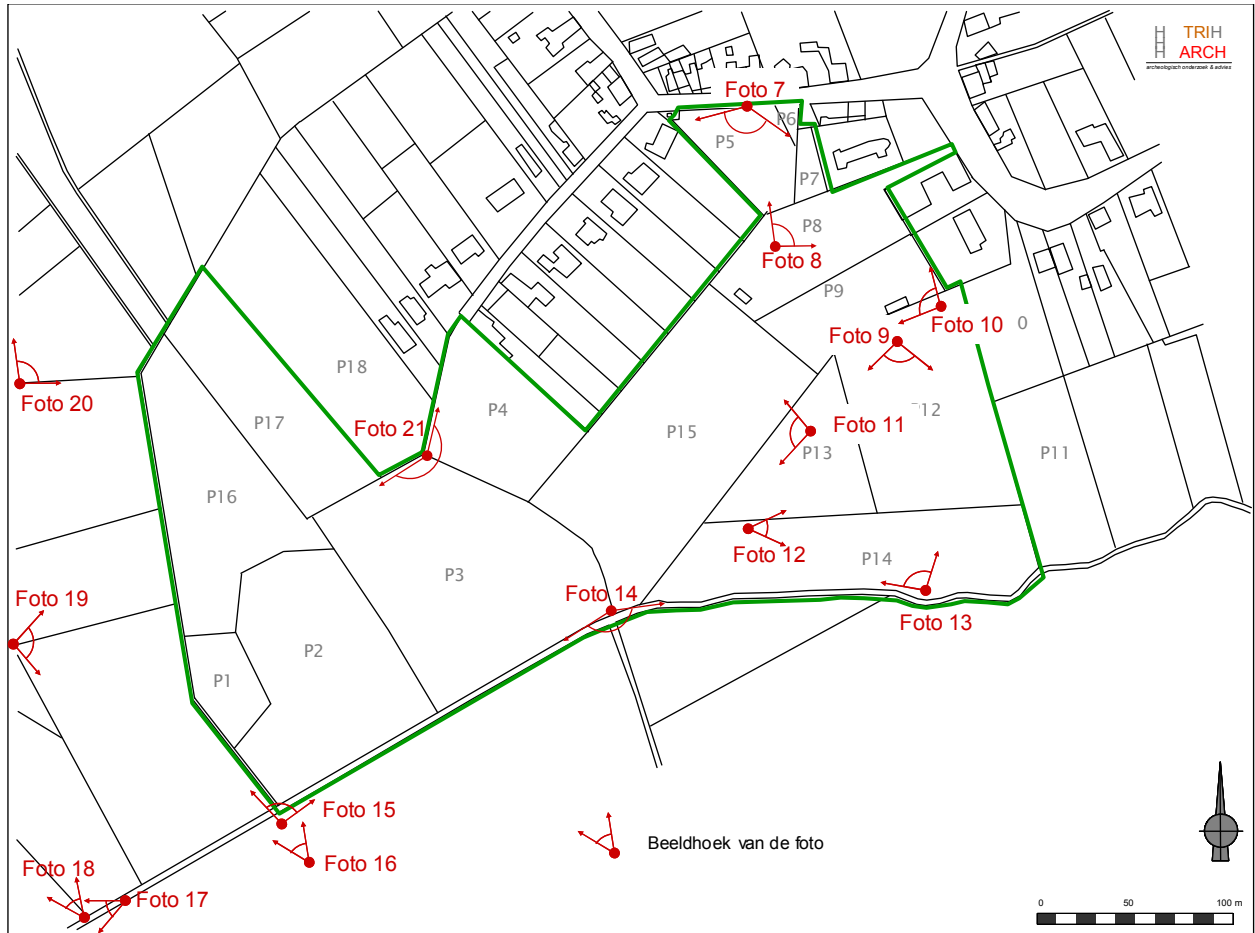 H TRIH
H ARCH
H
archeologisch onderzoek & advies
Foto 7
P6
P5
P7
P8
Foto 8
P9
Foto 10
0
Foto 9
P18
Foto 20
P4
P17
Foto 21
P15
Foto 11
P12
P13
P11
P16
Foto 12
P3
P14
Foto 19
Foto 14
Foto 13
P2
P1
Foto 15
Beeldhoek van de foto
Foto 16
Foto 18
Foto 17
0 50 100 m